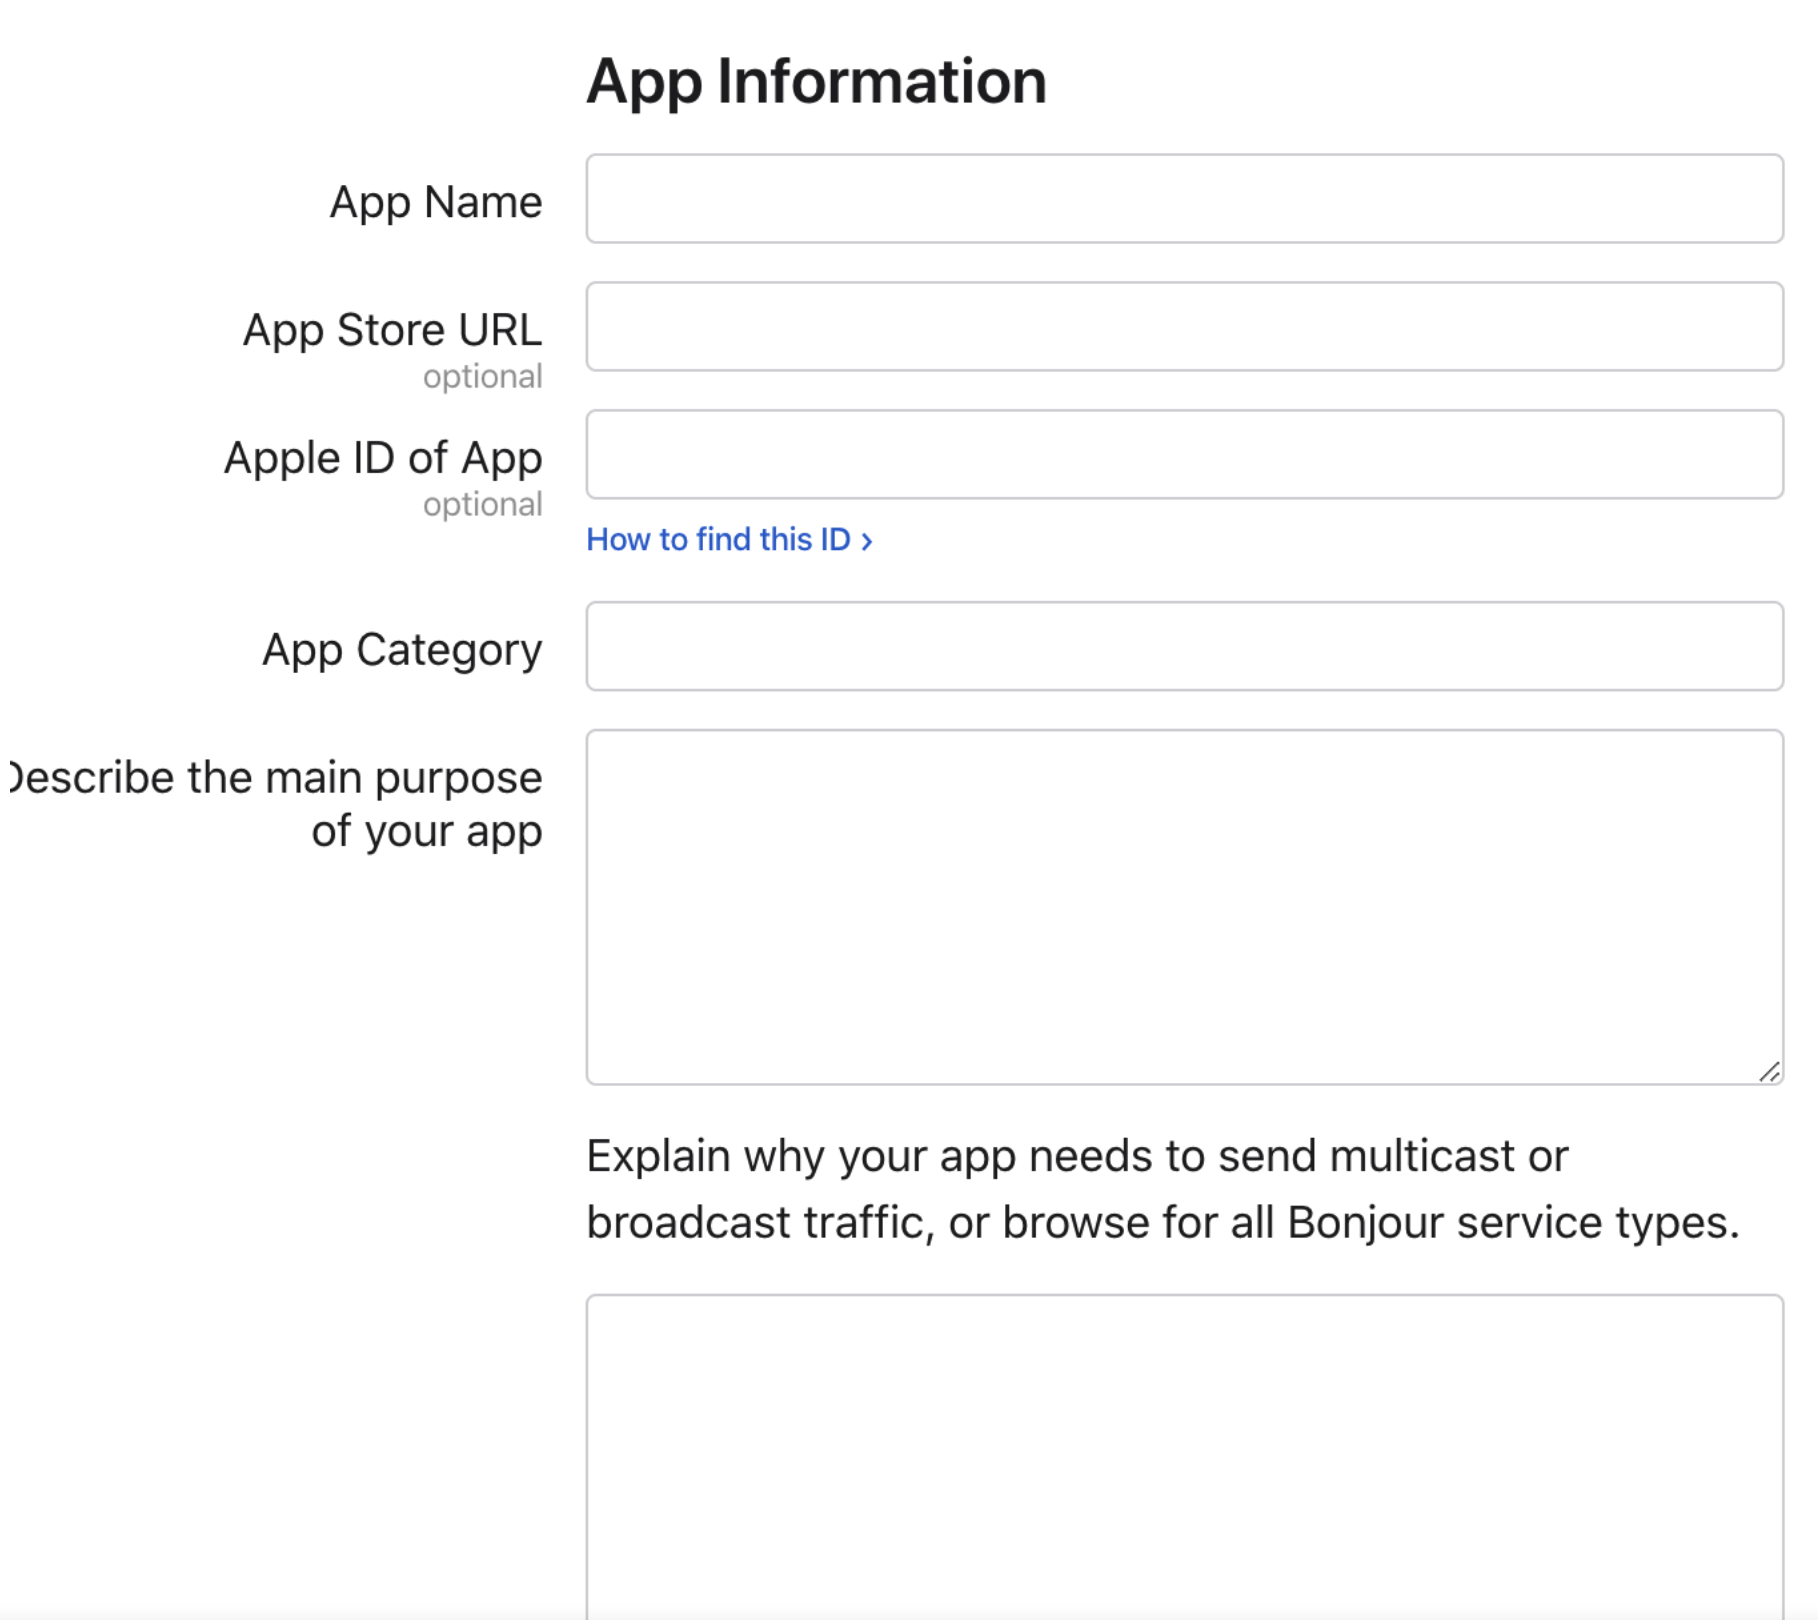 App Information
App Name
App Store URL
optional
Apple ID of App
optional
How to find this ID ›
App Category
Describe the main purpose
of your app
Explain why your app needs to send multicast or
broadcast traffic, or browse for all Bonjour service types.